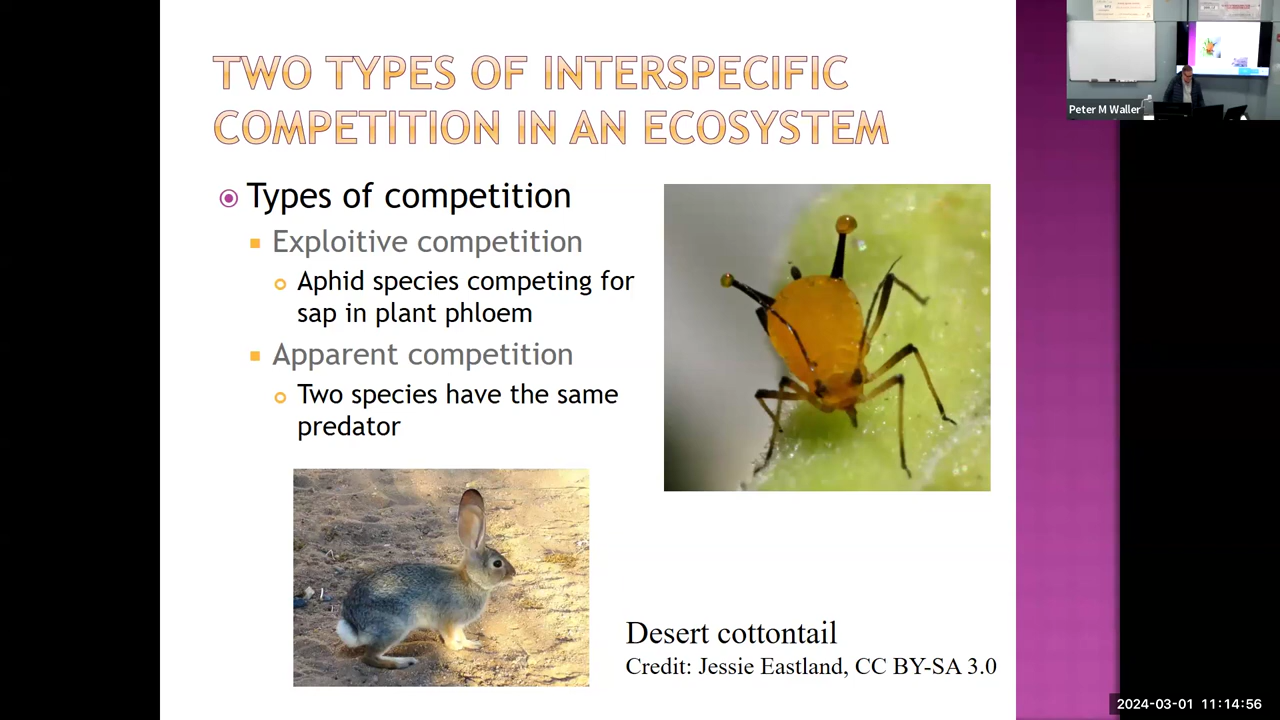 TWO TYPES OF INTERSPECIFIC
COMPETITION IN AN ECOSYSTEM
Types of competition
Exploitive competition
Aphid species competing for
sap in plant phloem
Apparent competition
Two species have the same
predator
Desert cottontail
Credit: Jessie Eastland, CC BY-SA 3.0
Peter M Waller
2024-03-01 11:14:56